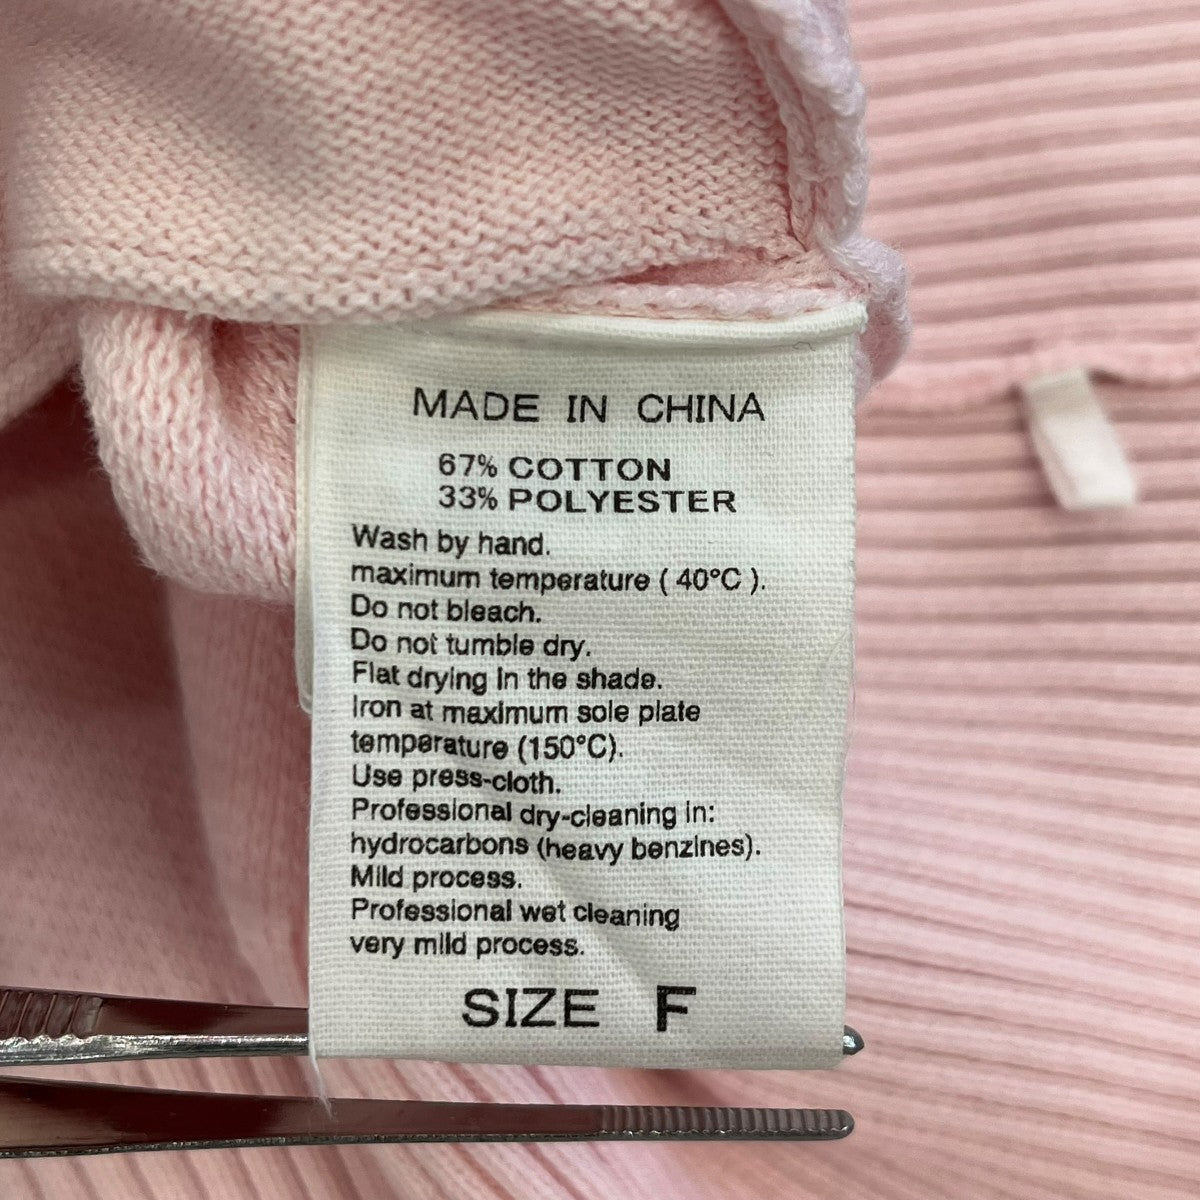 MADE IN CHINA
67% COTTON
33% POLYESTER
Wash by hand.
maximum temperature ( 40°C ).
Do not bleach.
Do not tumble dry.
Flat drying in the shade.
Iron at maximum sole plate
temperature (150°C).
Use press-cloth.
Professional dry-cleaning in:
hydrocarbons (heavy benzines).
Mild process.
Professional wet cleaning
very mild process.
SIZE F